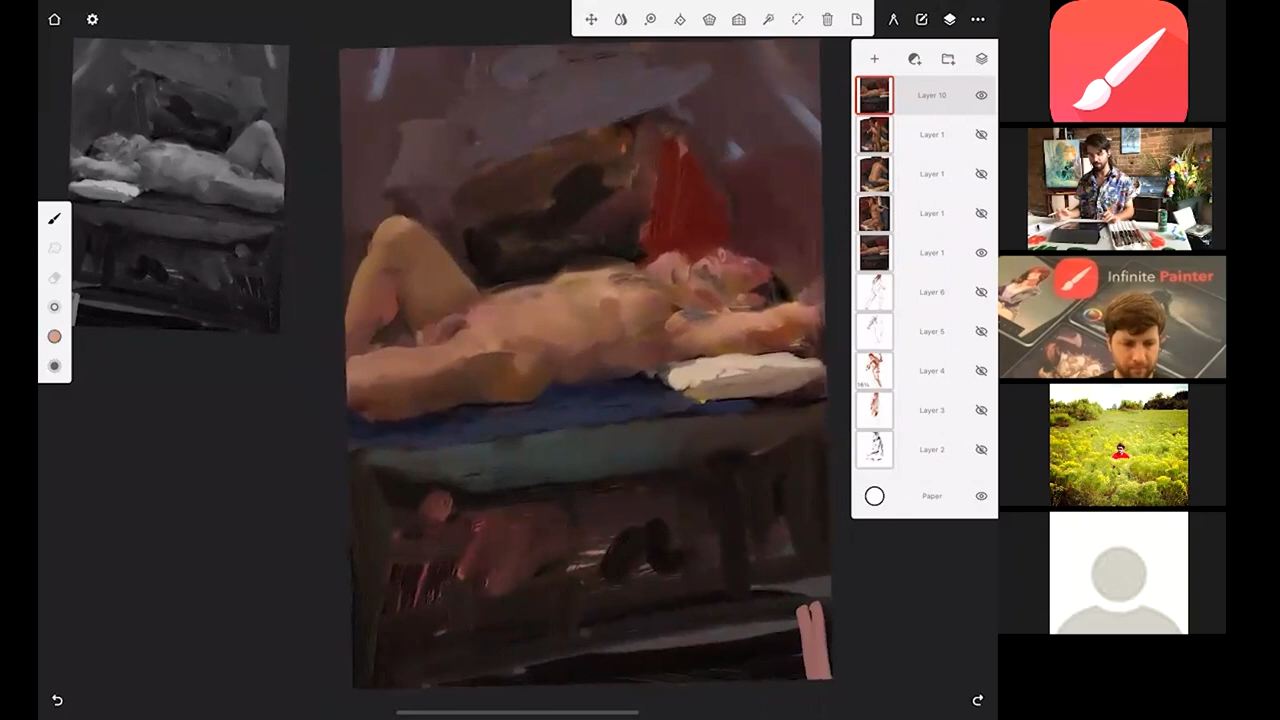 Layer 10
Layer 1
Layer 1
Layer 1
Layer 1
Infinite Painter
Layer 6
Layer 5
Layer 4
Layer 3
Layer 2
Paper